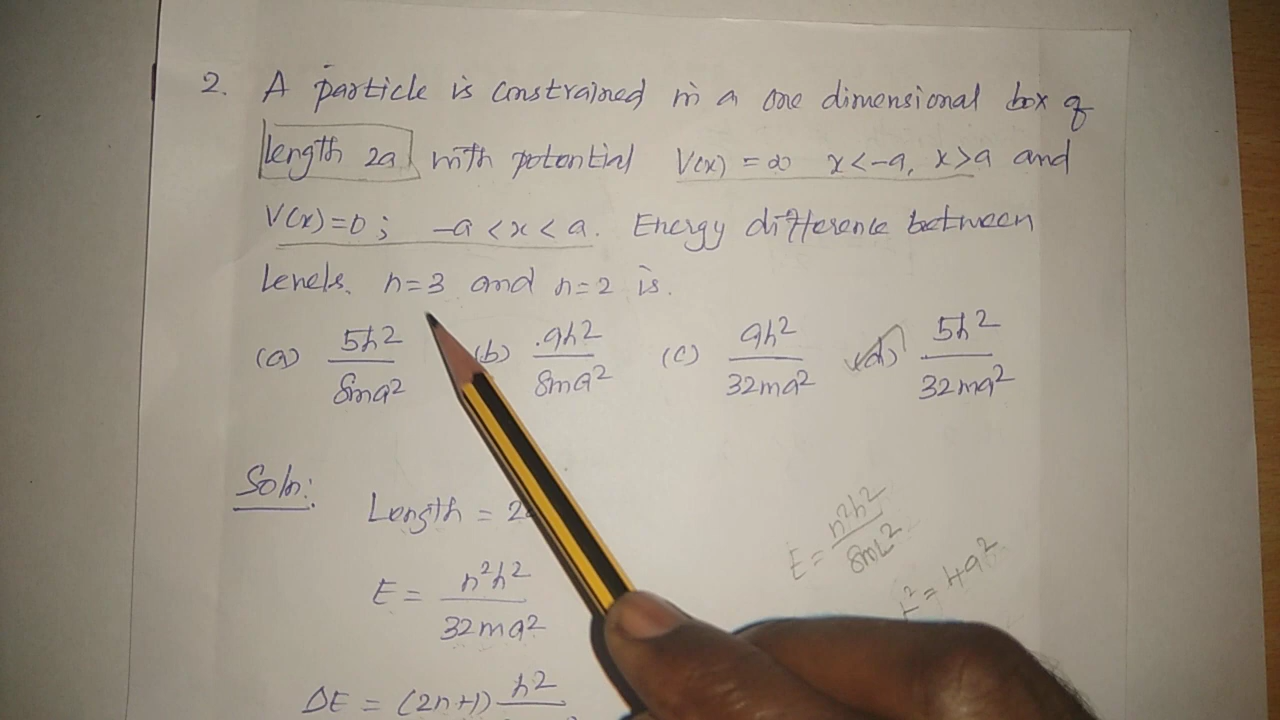 2. A particle is constrained in a one dimensional box of
length 2a with potential V(x) = ∞ x<-a, x>a and
V(x)=0; -a<x<a. Energy difference between
levels. n=3 and n=2 is.
(a) 5h²/8ma² (b) 9h²/8ma² (c) 9h²/32ma² (d) 5h²/32ma²
Soln:
Length = 2
E = n²h²/8mL²
E = n²h²/32ma²
L² = 4a²
ΔE = (2n+1) h²